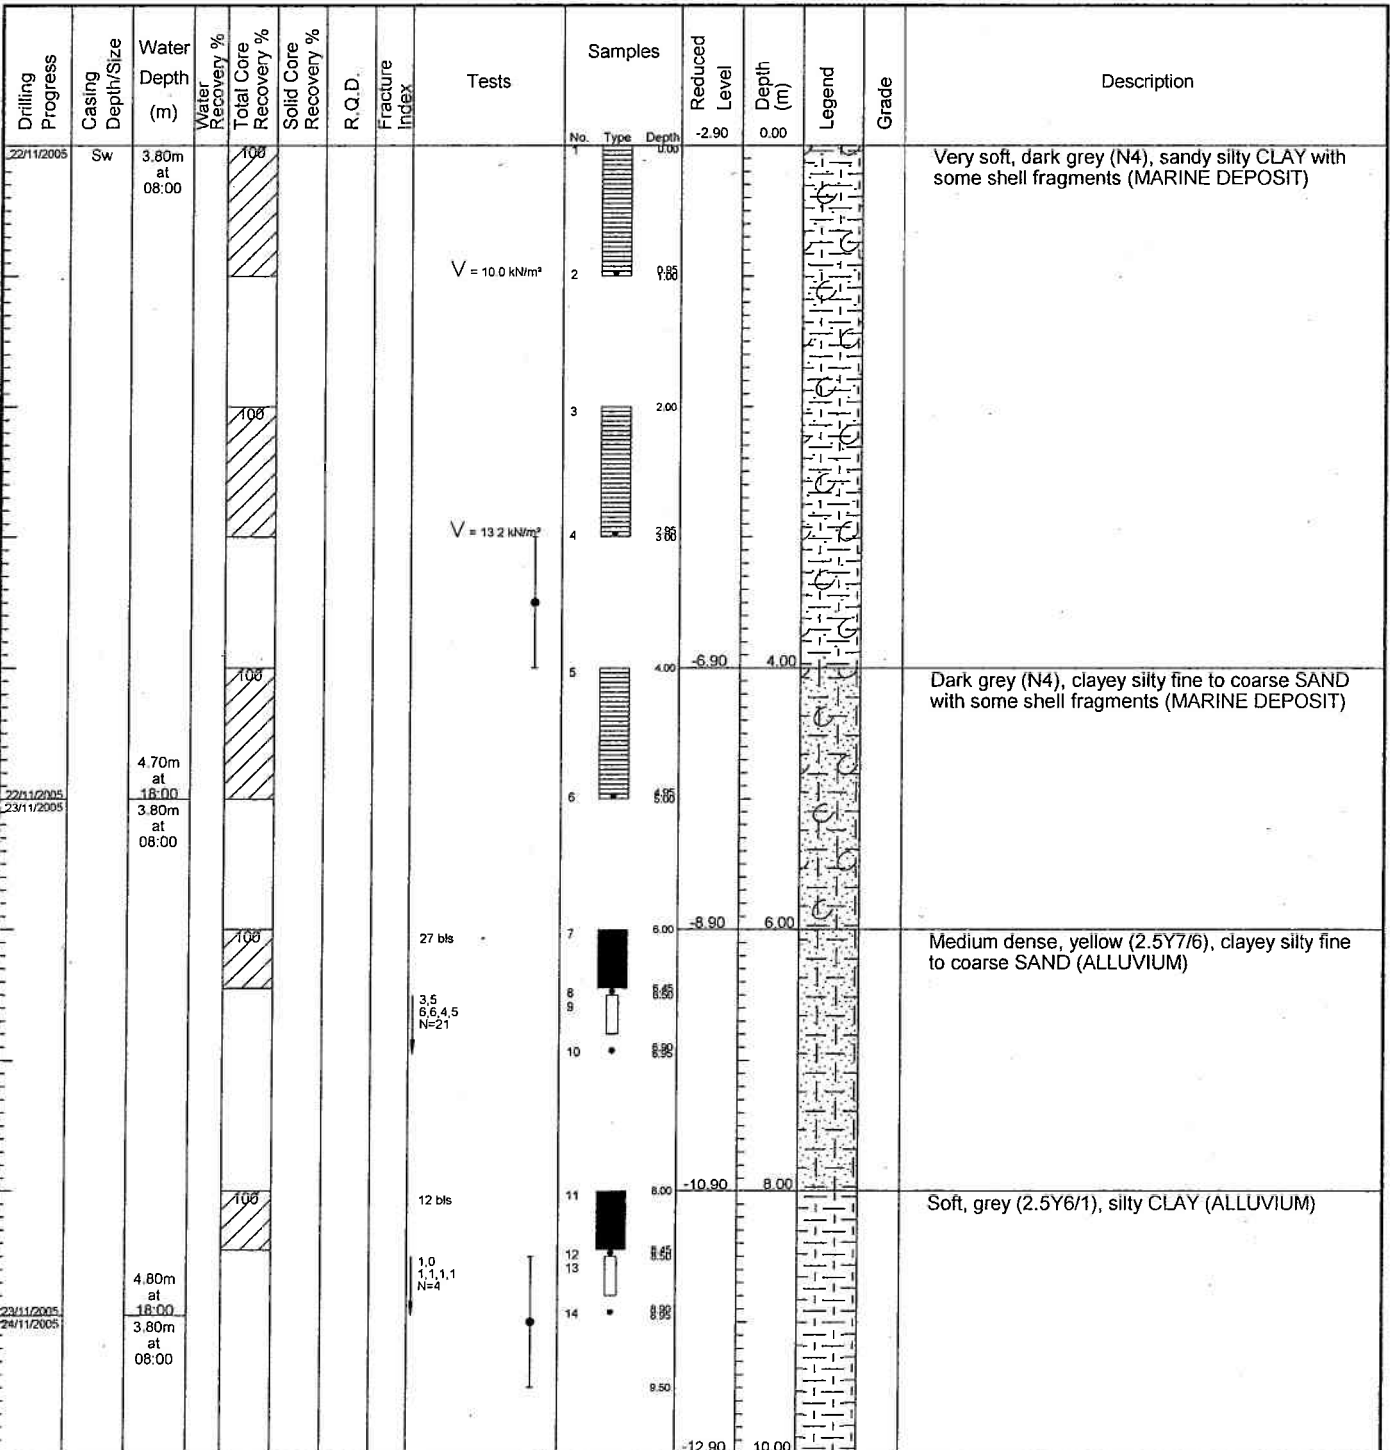 Drilling Progress
Casing Depth/Size
Water Depth (m)
Water Recovery %
Total Core Recovery %
Solid Core Recovery %
R.Q.D.
Fracture Index
Tests
Samples
No. Type Depth
Reduced Level
-2.90
Depth (m)
0.00
Legend
Grade
Description
22/11/2005 Sw 3.80m at 08:00
100
1 0.00
Very soft, dark grey (N4), sandy silty CLAY with
some shell fragments (MARINE DEPOSIT)
V = 10.0 kN/m² 2 0.95
1.00
100 3 2.00
V = 13.2 kN/m² 4 2.95
3.00
100 5 4.00 -6.90 4.00
Dark grey (N4), clayey silty fine to coarse SAND
with some shell fragments (MARINE DEPOSIT)
4.70m
at
18:00
22/11/2005 6 4.95
23/11/2005 5.00
3.80m
at
08:00
100 27 bls 7 6.00 -8.90 6.00
Medium dense, yellow (2.5Y7/6), clayey silty fine
to coarse SAND (ALLUVIUM)
8 6.45
6.50
3,5 9
6,6,4,5
N=21
10 6.90
6.95
100 12 bls 11 8.00 -10.90 8.00
Soft, grey (2.5Y6/1), silty CLAY (ALLUVIUM)
12 8.45
8.50
1,0 13
1,1,1,1
N=4
4.80m
at
18:00
23/11/2005 14 8.90
24/11/2005 8.95
3.80m
at
08:00
9.50
-12.90 10.00